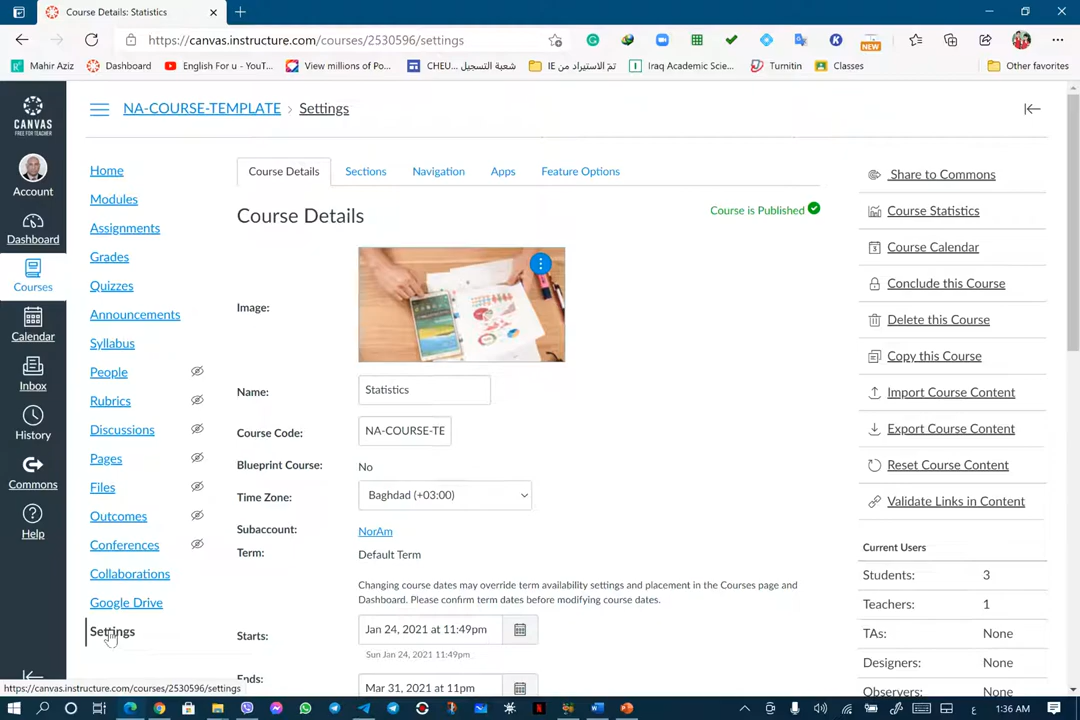 Course Details: Statistics
https://canvas.instructure.com/courses/2530596/settings
NEW
Mahir Aziz
Dashboard
English For u - YouT...
View millions of Po...
CHEU... شعبة التسجيل
تمّ الاستيراد من IE
Iraq Academic Scie...
Turnitin
Classes
Other favorites
CANVAS
FREE FOR TEACHER
Account
Dashboard
Courses
Calendar
Inbox
History
Commons
Help
NA-COURSE-TEMPLATE > Settings
Home
Modules
Assignments
Grades
Quizzes
Announcements
Syllabus
People
Rubrics
Discussions
Pages
Files
Outcomes
Conferences
Collaborations
Google Drive
Settings
Course Details
Sections
Navigation
Apps
Feature Options
Course Details
Course is Published
Image:
Name: Statistics
Course Code: NA-COURSE-TE
Blueprint Course: No
Time Zone: Baghdad (+03:00)
Subaccount: NorAm
Term: Default Term
Changing course dates may override term availability settings and placement in the Courses page and
Dashboard. Please confirm term dates before modifying course dates.
Starts: Jan 24, 2021 at 11:49pm
Sun Jan 24, 2021 11:49pm
Ends: Mar 31, 2021 at 11pm
Share to Commons
Course Statistics
Course Calendar
Conclude this Course
Delete this Course
Copy this Course
Import Course Content
Export Course Content
Reset Course Content
Validate Links in Content
Current Users
Students: 3
Teachers: 1
TAs: None
Designers: None
Observers: None
https://canvas.instructure.com/courses/2530596/settings
ع
1:36 AM